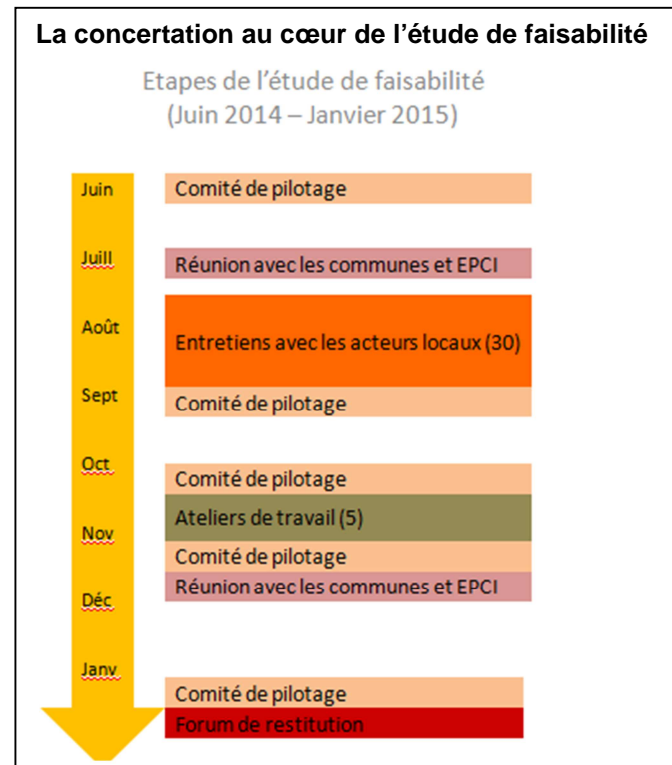 La concertation au cœur de l’étude de faisabilité
Etapes de l’étude de faisabilité
(Juin 2014 – Janvier 2015)
Juin
Comité de pilotage
Juill
Réunion avec les communes et EPCI
Août
Entretiens avec les acteurs locaux (30)
Sept
Comité de pilotage
Oct
Comité de pilotage
Ateliers de travail (5)
Nov
Comité de pilotage
Réunion avec les communes et EPCI
Déc
Janv
Comité de pilotage
Forum de restitution